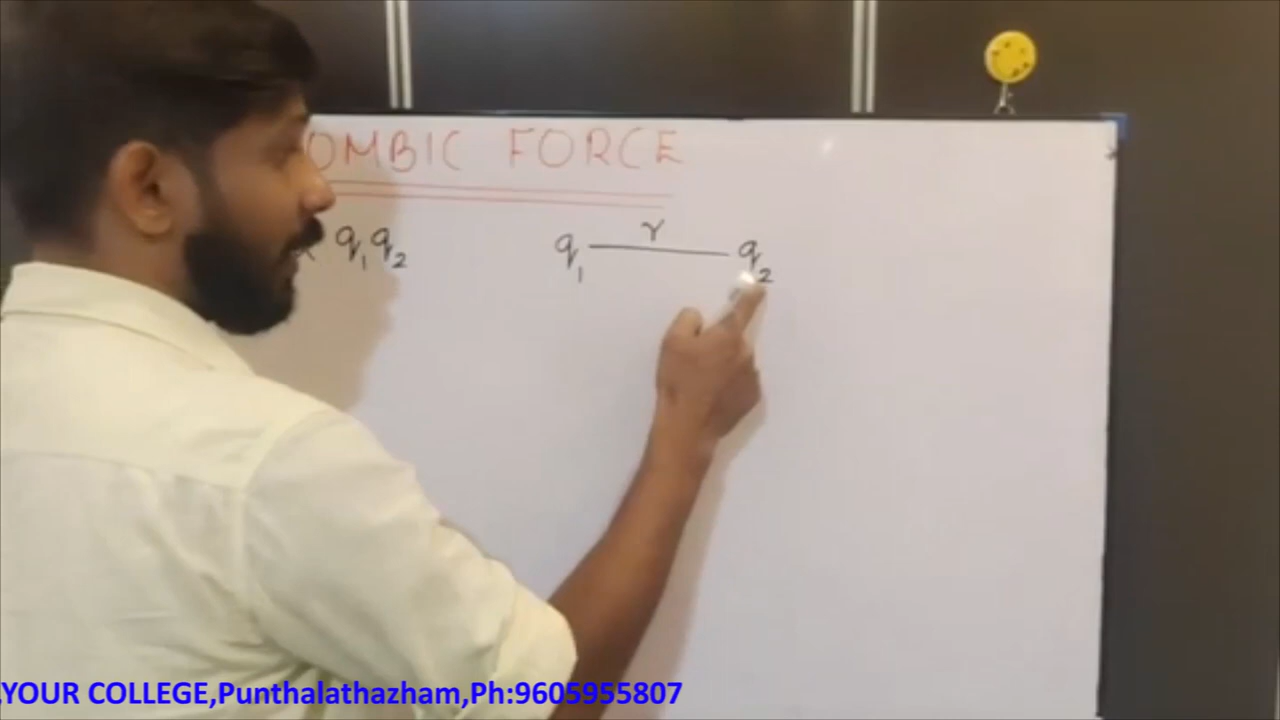 OMBIC FORCE
q₁q₂
q₁ r q₂
,YOUR COLLEGE,Punthalathazham,Ph:9605955807